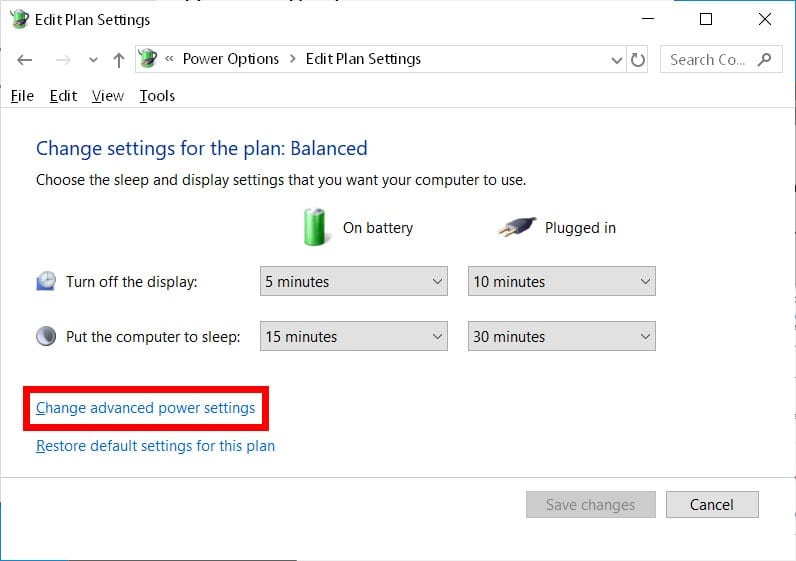 Edit Plan Settings
« Power Options > Edit Plan Settings Search Co...
File Edit View Tools
Change settings for the plan: Balanced
Choose the sleep and display settings that you want your computer to use.
On battery Plugged in
Turn off the display: 5 minutes 10 minutes
Put the computer to sleep: 15 minutes 30 minutes
Change advanced power settings
Restore default settings for this plan
Save changes Cancel